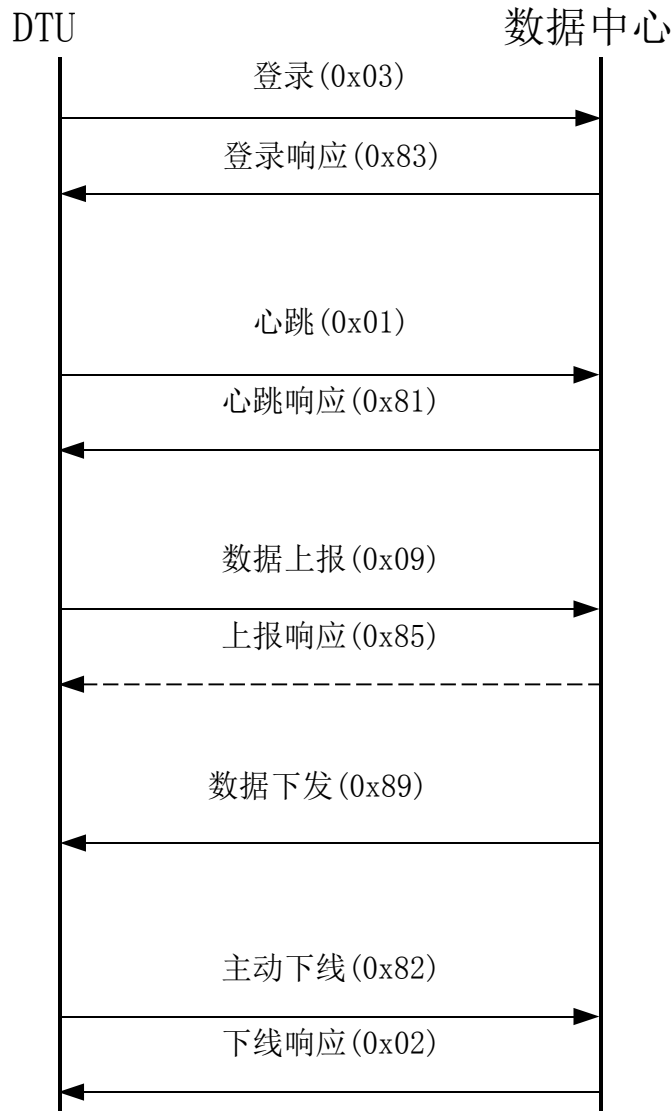 DTU
数据中心
登录(0x03)
登录响应(0x83)
心跳(0x01)
心跳响应(0x81)
数据上报(0x09)
上报响应(0x85)
数据下发(0x89)
主动下线(0x82)
下线响应(0x02)